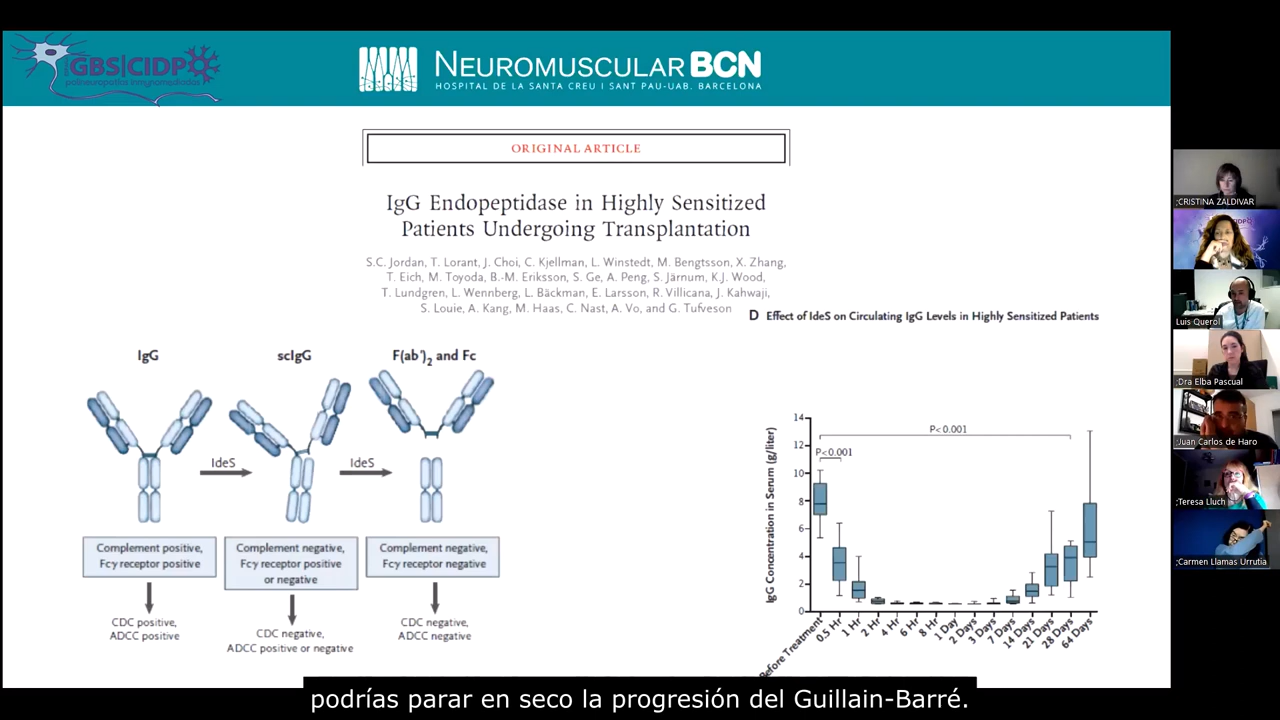 GBS|CIDP
polineuropatías inmunomediadas
NEUROMUSCULAR BCN
HOSPITAL DE LA SANTA CREU I SANT PAU-UAB. BARCELONA
ORIGINAL ARTICLE
IgG Endopeptidase in Highly Sensitized
Patients Undergoing Transplantation
S.C. Jordan, T. Lorant, J. Choi, C. Kjellman, L. Winstedt, M. Bengtsson, X. Zhang,
T. Eich, M. Toyoda, B.-M. Eriksson, S. Ge, A. Peng, S. Järnum, K.J. Wood,
T. Lundgren, L. Wennberg, L. Bäckman, E. Larsson, R. Villicana, J. Kahwaji,
S. Louie, A. Kang, M. Haas, C. Nast, A. Vo, and G. Tufveson
IgG
scIgG
F(ab')2 and Fc
IdeS
IdeS
Complement positive,
Fcγ receptor positive
Complement negative,
Fcγ receptor positive
or negative
Complement negative,
Fcγ receptor negative
CDC positive,
ADCC positive
CDC negative,
ADCC positive or negative
CDC negative,
ADCC negative
D Effect of IdeS on Circulating IgG Levels in Highly Sensitized Patients
IgG Concentration in Serum (g/liter)
14
12
10
8
6
4
2
0
P<0.001
P<0.001
Before Treatment
0.5 Hr
1 Hr
2 Hr
4 Hr
6 Hr
8 Hr
1 Day
2 Days
3 Days
7 Days
14 Days
21 Days
28 Days
64 Days
;CRISTINA ZALDIVAR
Luis Querol
;Dra Elba Pascual
;Juan Carlos de Haro
;Teresa Lluch
;Carmen Llamas Urrutia
podrías parar en seco la progresión del Guillain-Barré.